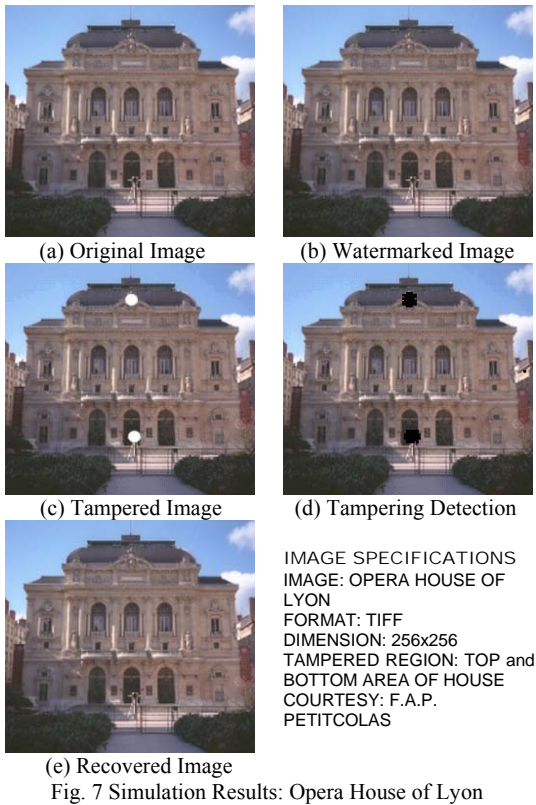 (a) Original Image
(b) Watermarked Image
(c) Tampered Image
(d) Tampering Detection
(e) Recovered Image
IMAGE SPECIFICATIONS
IMAGE: OPERA HOUSE OF
LYON
FORMAT: TIFF
DIMENSION: 256x256
TAMPERED REGION: TOP and
BOTTOM AREA OF HOUSE
COURTESY: F.A.P.
PETITCOLAS
Fig. 7 Simulation Results: Opera House of Lyon